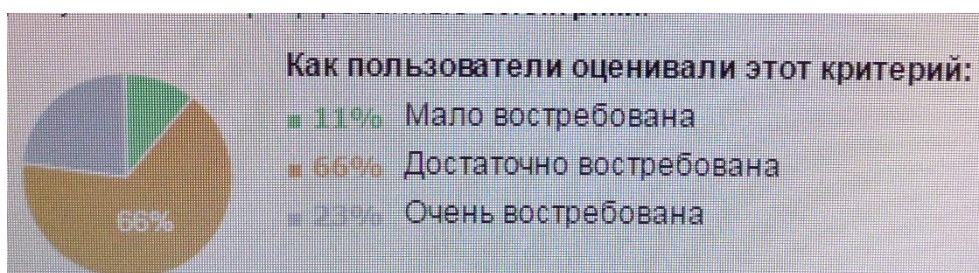 Как пользователи оценивали этот критерий:
11% Мало востребована
66% Достаточно востребована
23% Очень востребована
66%